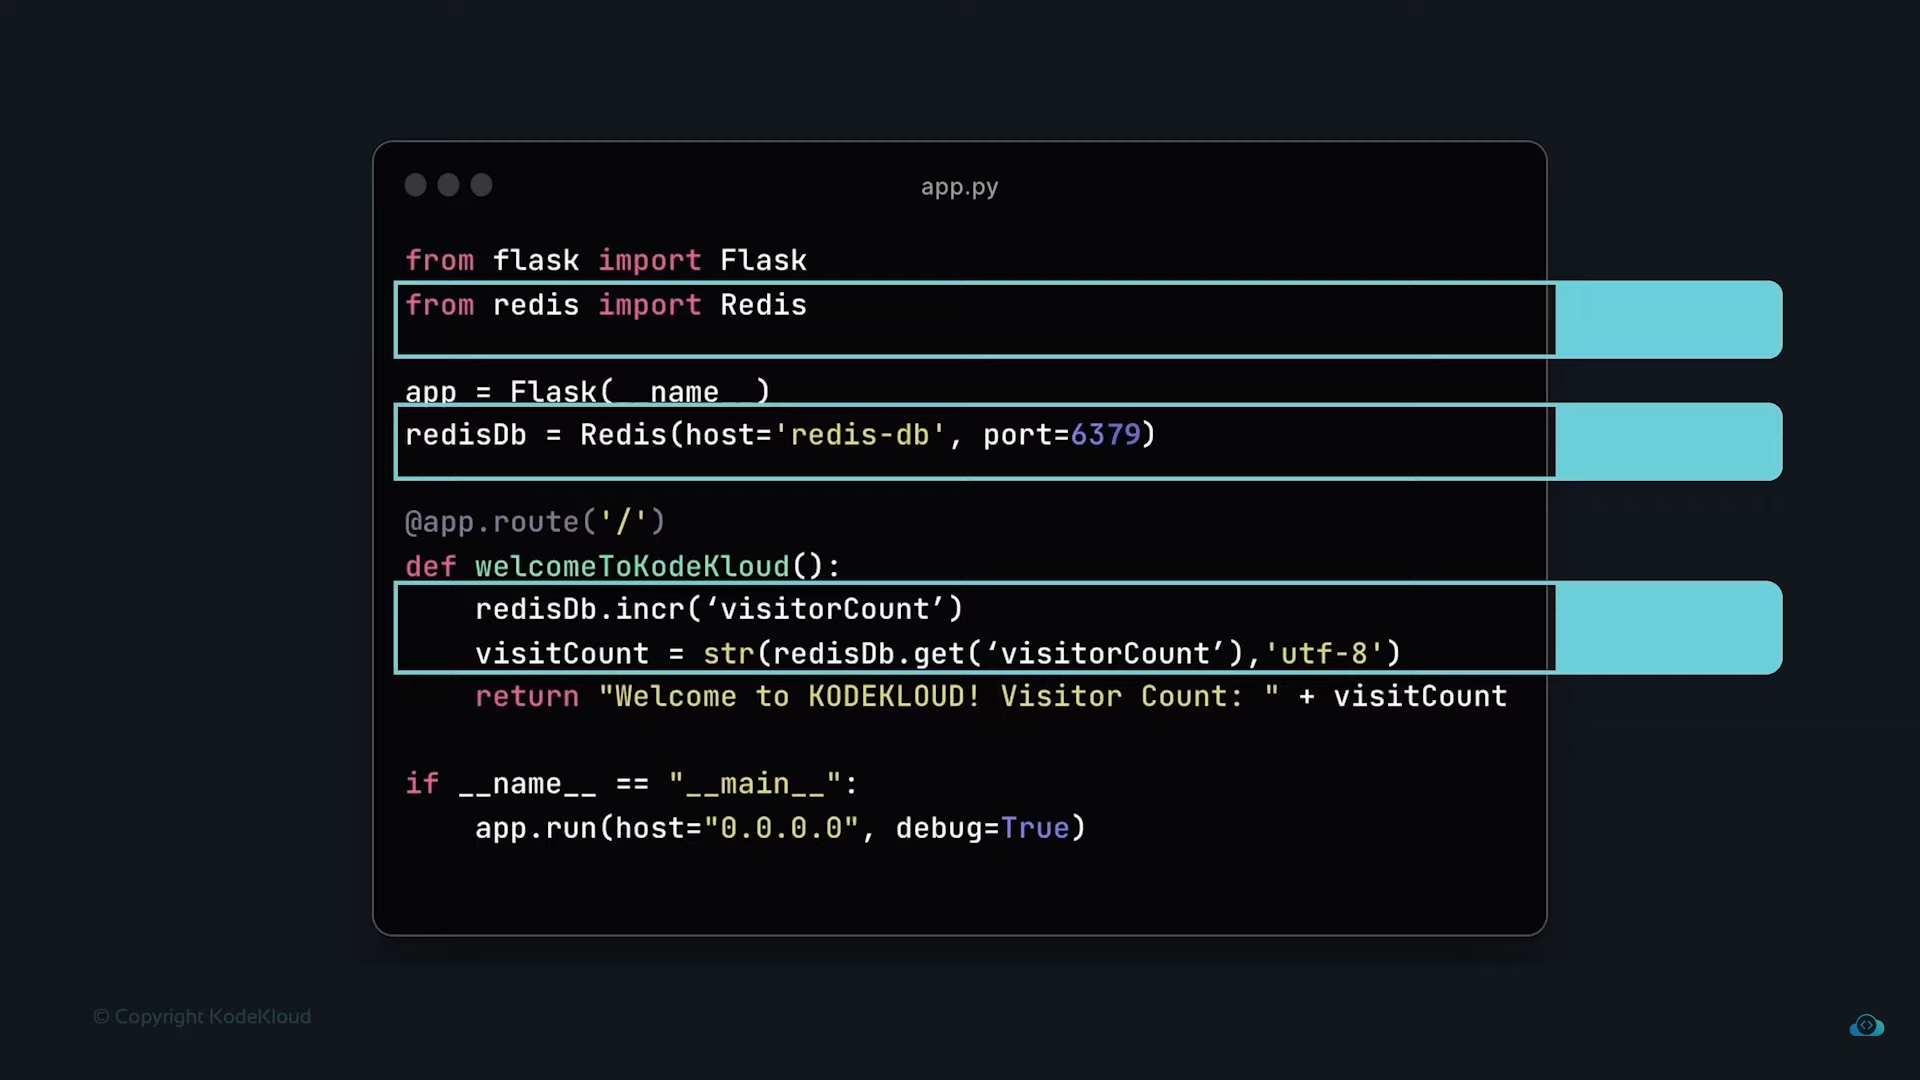 app.py
from flask import Flask
from redis import Redis
app = Flask(__name__)
redisDb = Redis(host='redis-db', port=6379)
@app.route('/')
def welcomeToKodeKloud():
    redisDb.incr(‘visitorCount’)
    visitCount = str(redisDb.get(‘visitorCount’),'utf-8')
    return "Welcome to KODEKLOUD! Visitor Count: " + visitCount
if __name__ == "__main__":
    app.run(host="0.0.0.0", debug=True)
© Copyright KodeKloud